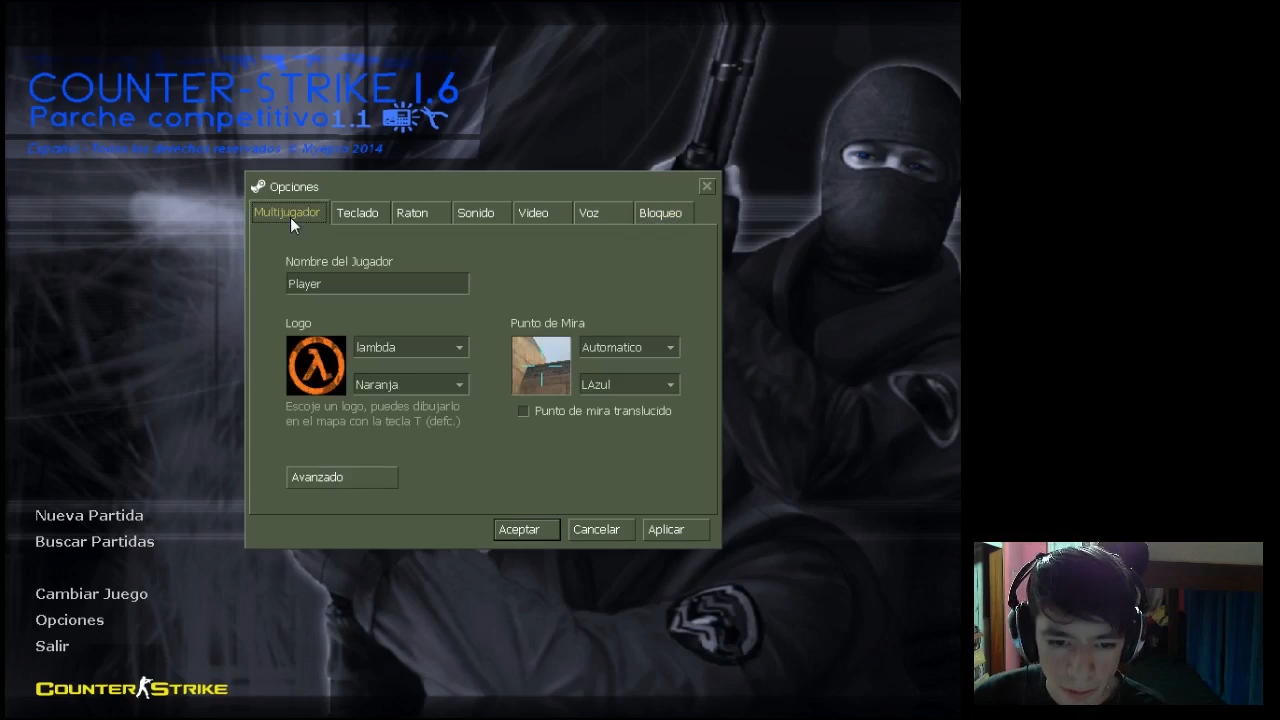 COUNTER-STRIKE 1.6
Parche competitivo1.1
2014
Opciones
Multijugador
Teclado
Raton
Sonido
Video
Voz
Bloqueo
Nombre del Jugador
Player
Logo
lambda
Naranja
Escoje un logo, puedes dibujarlo
en el mapa con la tecla T (defc.)
Punto de Mira
Automatico
LAzul
Punto de mira translucido
Avanzado
Aceptar
Cancelar
Aplicar
Nueva Partida
Buscar Partidas
Cambiar Juego
Opciones
Salir
COUNTER STRIKE